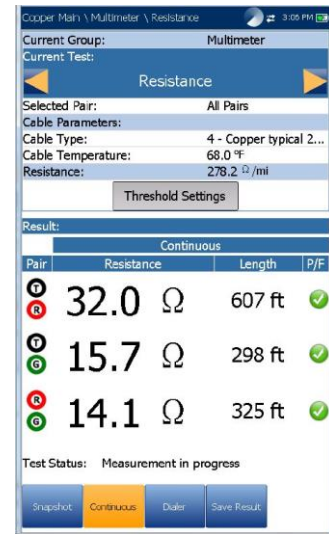 Copper Main \ Multimeter \ Resistance 3:05 PM
Current Group: Multimeter
Current Test:
Resistance
Selected Pair: All Pairs
Cable Parameters:
Cable Type: 4 - Copper typical 2...
Cable Temperature: 68.0 °F
Resistance: 278.2 Ω/mi
Threshold Settings
Result:
Continuous
Pair Resistance Length P/F
T
R 32.0 Ω 607 ft
T
G 15.7 Ω 298 ft
R
G 14.1 Ω 325 ft
Test Status: Measurement in progress
Snapshot Continuous Dialer Save Result